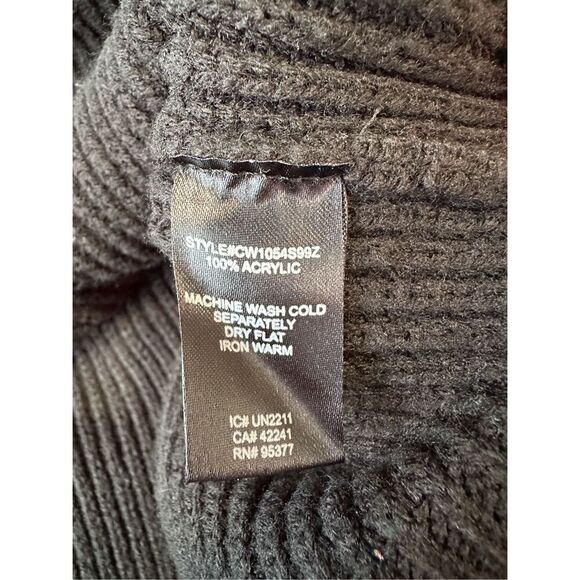 STYLE#CW1054S99Z
100% ACRYLIC
MACHINE WASH COLD
SEPARATELY
DRY FLAT
IRON WARM
IC# UN2211
CA# 42241
RN# 95377